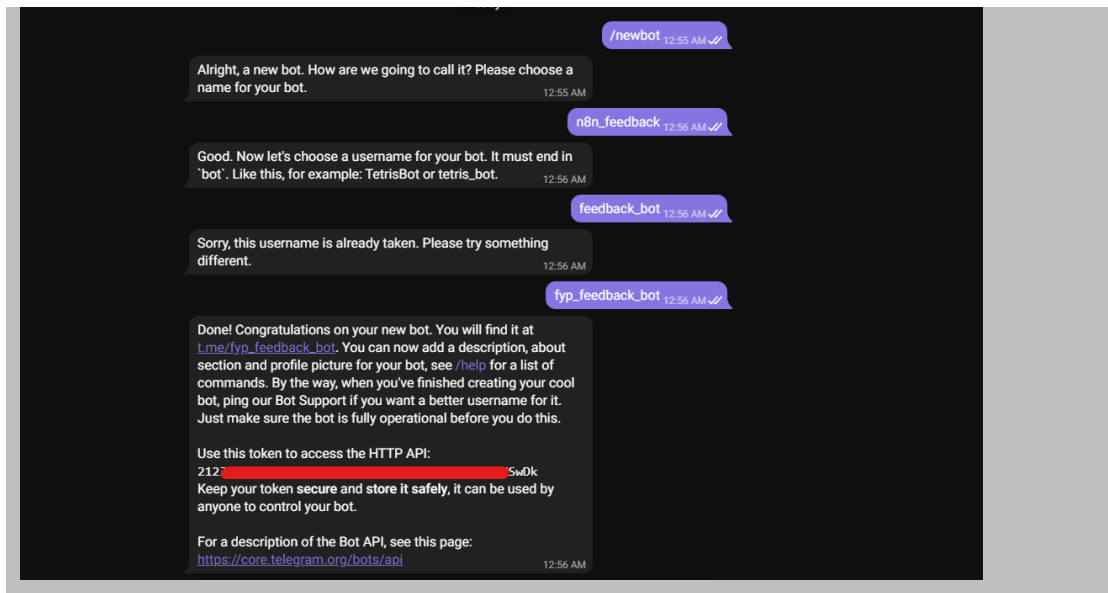 /newbot 12:55 AM
Alright, a new bot. How are we going to call it? Please choose a
name for your bot. 12:55 AM
n8n_feedback 12:56 AM
Good. Now let's choose a username for your bot. It must end in
`bot`. Like this, for example: TetrisBot or tetris_bot. 12:56 AM
feedback_bot 12:56 AM
Sorry, this username is already taken. Please try something
different. 12:56 AM
fyp_feedback_bot 12:56 AM
Done! Congratulations on your new bot. You will find it at
t.me/fyp_feedback_bot. You can now add a description, about
section and profile picture for your bot, see /help for a list of
commands. By the way, when you've finished creating your cool
bot, ping our Bot Support if you want a better username for it.
Just make sure the bot is fully operational before you do this.
Use this token to access the HTTP API:
212 SwDk
Keep your token secure and store it safely, it can be used by
anyone to control your bot.
For a description of the Bot API, see this page:
https://core.telegram.org/bots/api 12:56 AM